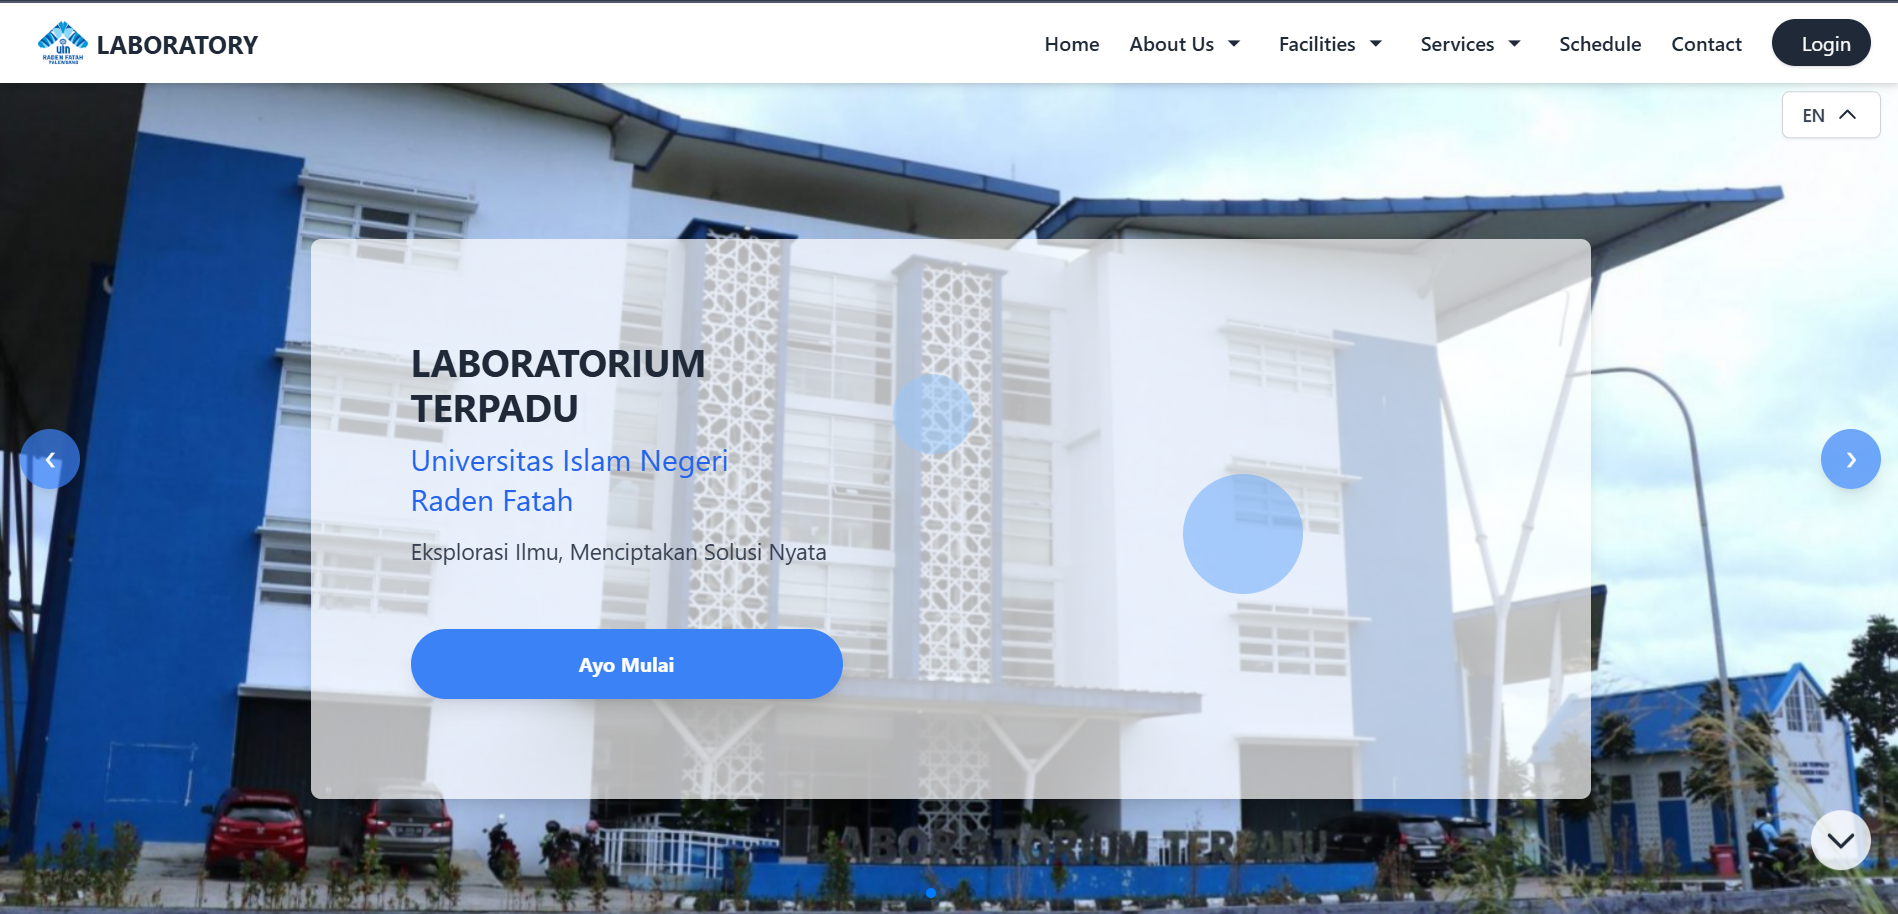 uin
RADEN FATAH
PALEMBANG
LABORATORY
Home
About Us
Facilities
Services
Schedule
Contact
Login
EN
LABORATORIUM
TERPADU
Universitas Islam Negeri
Raden Fatah
Eksplorasi Ilmu, Menciptakan Solusi Nyata
Ayo Mulai
LABORATORIUM TERPADU